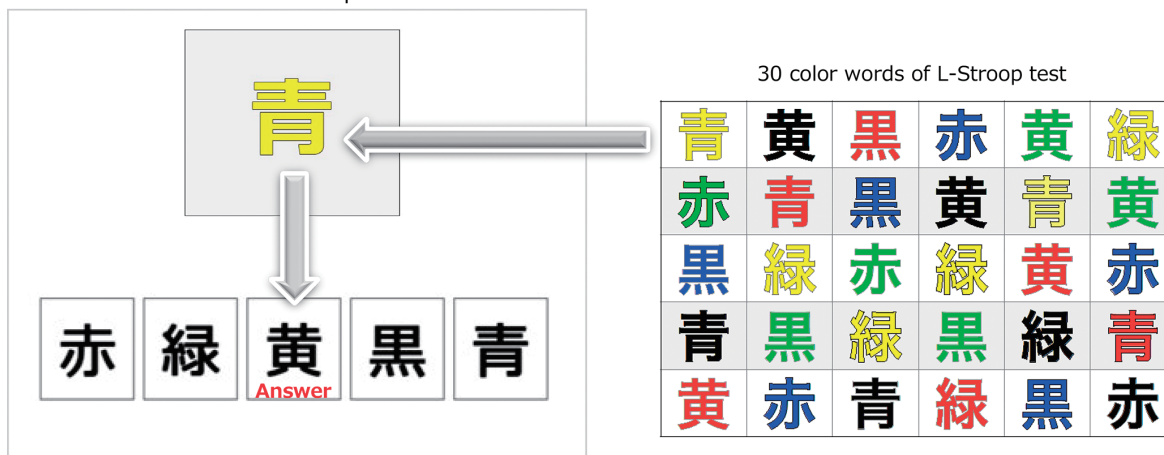 青
赤 緑 黄 黒 青
Answer
30 color words of L-Stroop test
青 黄 黒 赤 黄 緑
赤 青 黒 黄 青 黄
黒 緑 赤 緑 黄 赤
青 黒 緑 黒 緑 青
黄 赤 青 緑 黒 赤